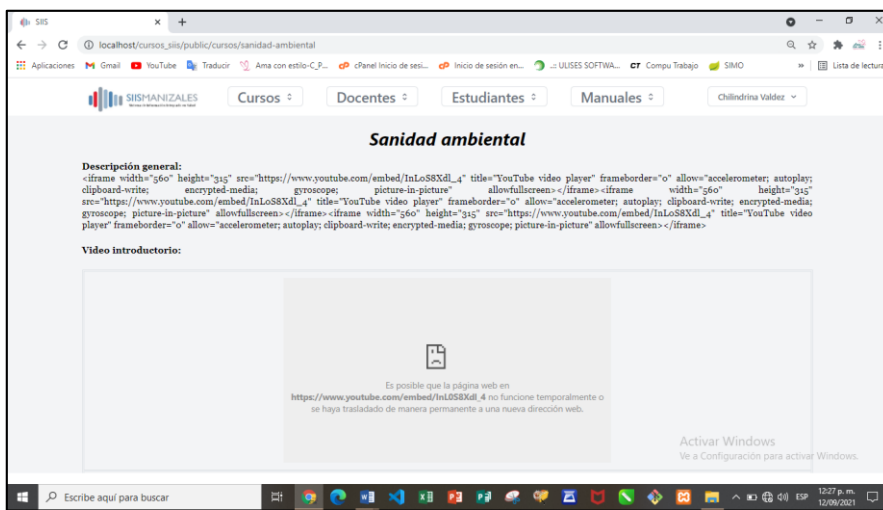 SIIS
localhost/cursos_siis/public/cursos/sanidad-ambiental
Aplicaciones Gmail YouTube Traducir Ama con estilo-C_P... cPanel Inicio de sesi... Inicio de sesión en... ..:: ULISES SOFTWA... CT Compu Trabajo SIMO » Lista de lectura
SIISMANIZALES Cursos Docentes Estudiantes Manuales Chilindrina Valdez
Sanidad ambiental
Descripción general:
<iframe width="560" height="315" src="https://www.youtube.com/embed/InLoS8Xdl_4" title="YouTube video player" frameborder="0" allow="accelerometer; autoplay;
clipboard-write; encrypted-media; gyroscope; picture-in-picture" allowfullscreen></iframe><iframe width="560" height="315"
src="https://www.youtube.com/embed/InLoS8Xdl_4" title="YouTube video player" frameborder="0" allow="accelerometer; autoplay; clipboard-write; encrypted-media;
gyroscope; picture-in-picture" allowfullscreen></iframe><iframe width="560" height="315" src="https://www.youtube.com/embed/InLoS8Xdl_4" title="YouTube video
player" frameborder="0" allow="accelerometer; autoplay; clipboard-write; encrypted-media; gyroscope; picture-in-picture" allowfullscreen></iframe>
Video introductorio:
Es posible que la página web en
https://www.youtube.com/embed/InL0S8Xdl_4 no funcione temporalmente o
se haya trasladado de manera permanente a una nueva dirección web.
Activar Windows
Ve a Configuración para activar Windows.
Escribe aquí para buscar
ESP
12:27 p. m.
12/09/2021